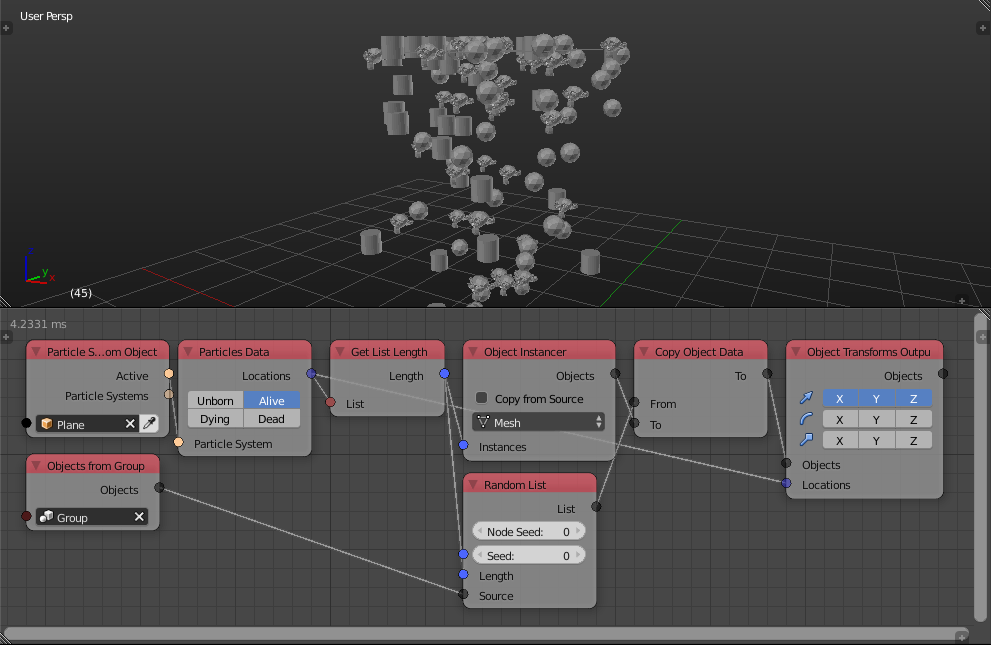 User Persp
z
y
x
(45)
4.2331 ms
Particle S...om Object
Active
Particle Systems
Plane
Particles Data
Locations
Unborn Alive
Dying Dead
Particle System
Get List Length
Length
List
Object Instancer
Objects
Copy from Source
Mesh
Instances
Copy Object Data
To
From
To
Object Transforms Outpu
Objects
X Y Z
X Y Z
X Y Z
Objects
Locations
Objects from Group
Objects
Group
Random List
List
Node Seed: 0
Seed: 0
Length
Source